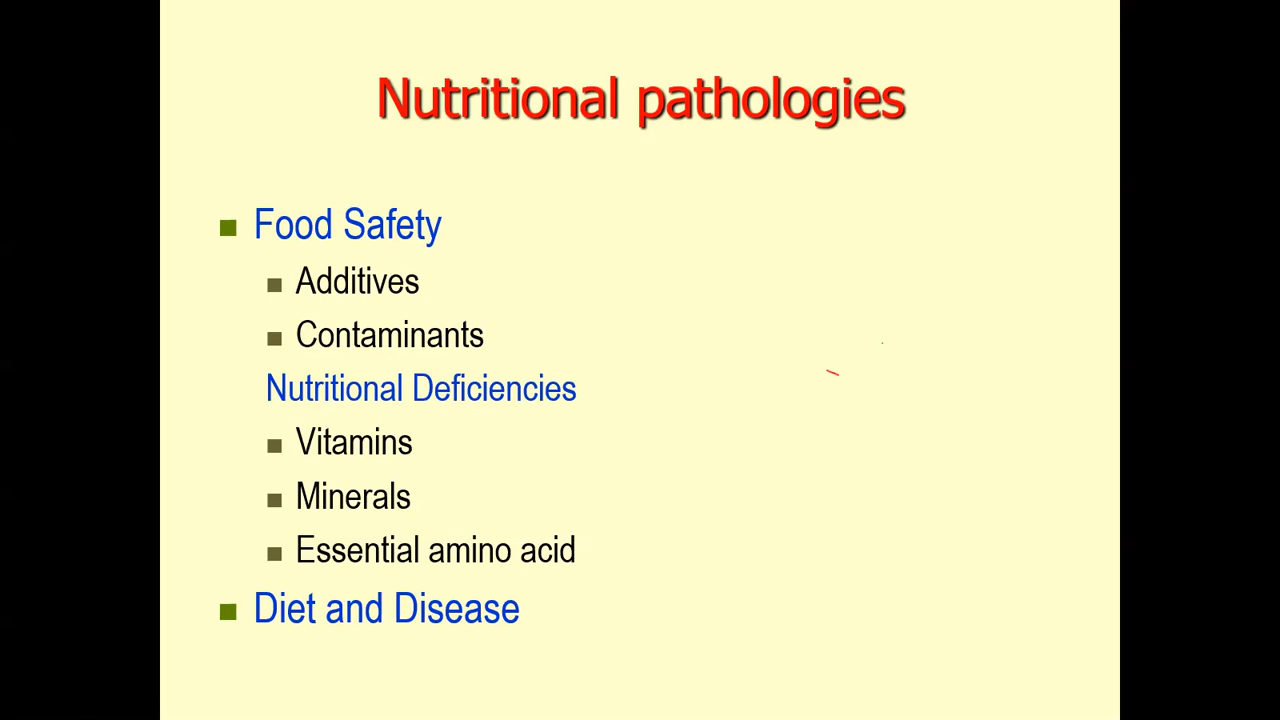 Nutritional pathologies
Food Safety
Additives
Contaminants
Nutritional Deficiencies
Vitamins
Minerals
Essential amino acid
Diet and Disease